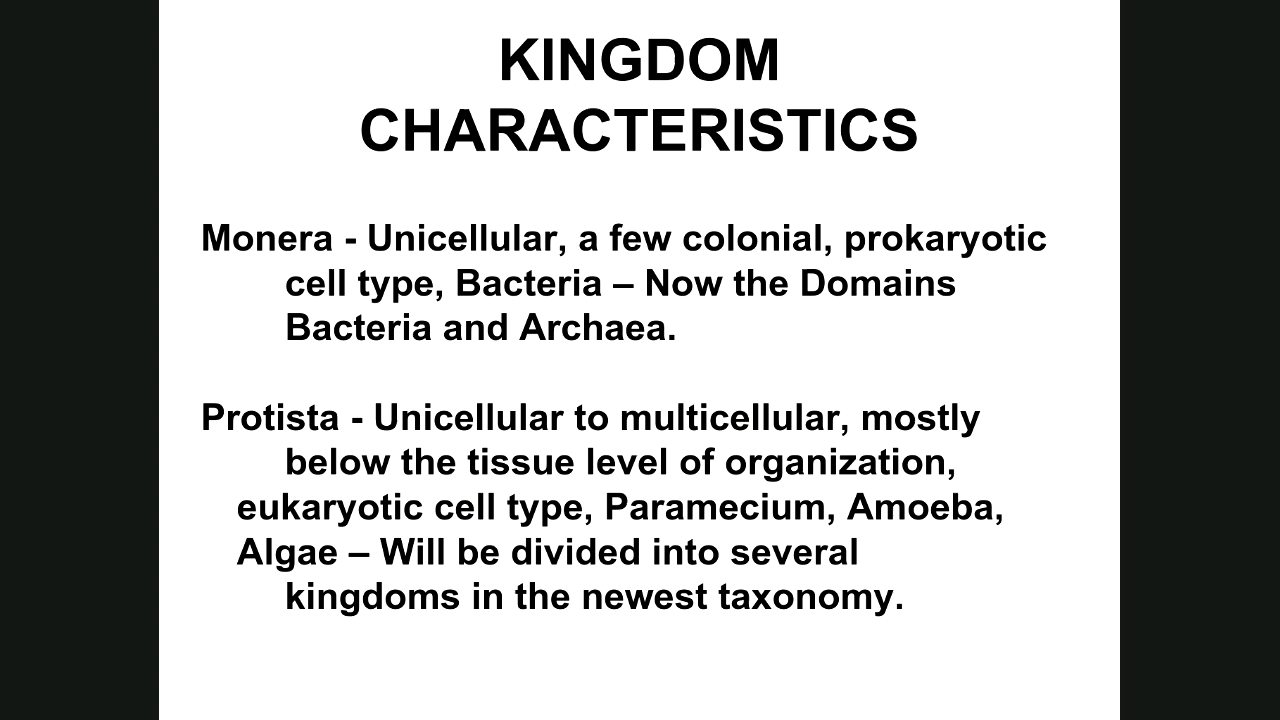 KINGDOM
CHARACTERISTICS
Monera - Unicellular, a few colonial, prokaryotic
cell type, Bacteria – Now the Domains
Bacteria and Archaea.
Protista - Unicellular to multicellular, mostly
below the tissue level of organization,
eukaryotic cell type, Paramecium, Amoeba,
Algae – Will be divided into several
kingdoms in the newest taxonomy.